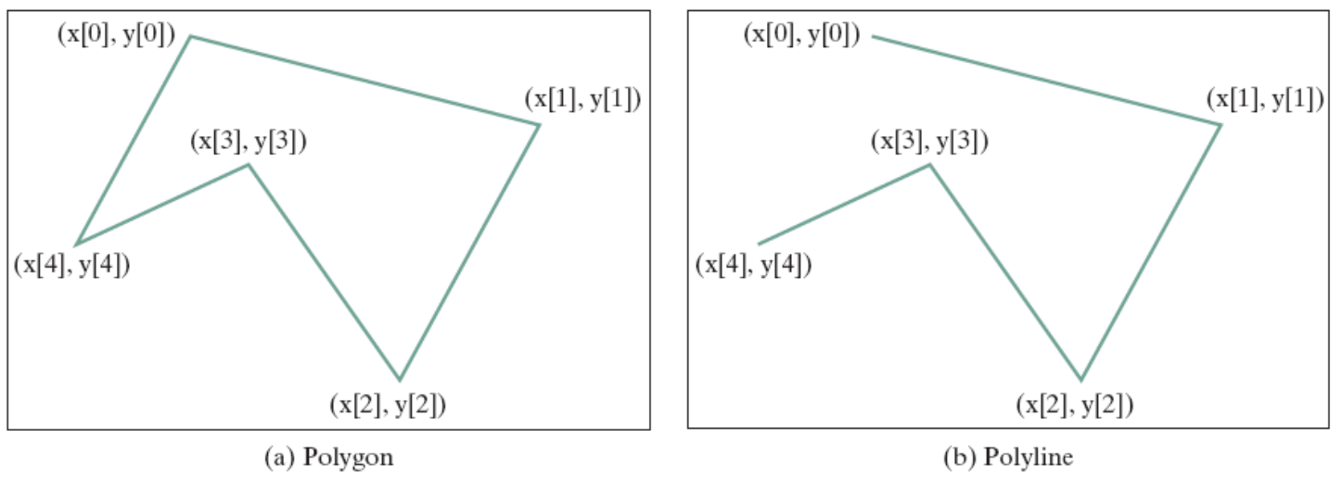 (x[0], y[0])
(x[1], y[1])
(x[3], y[3])
(x[4], y[4])
(x[2], y[2])
(a) Polygon
(x[0], y[0])
(x[1], y[1])
(x[3], y[3])
(x[4], y[4])
(x[2], y[2])
(b) Polyline